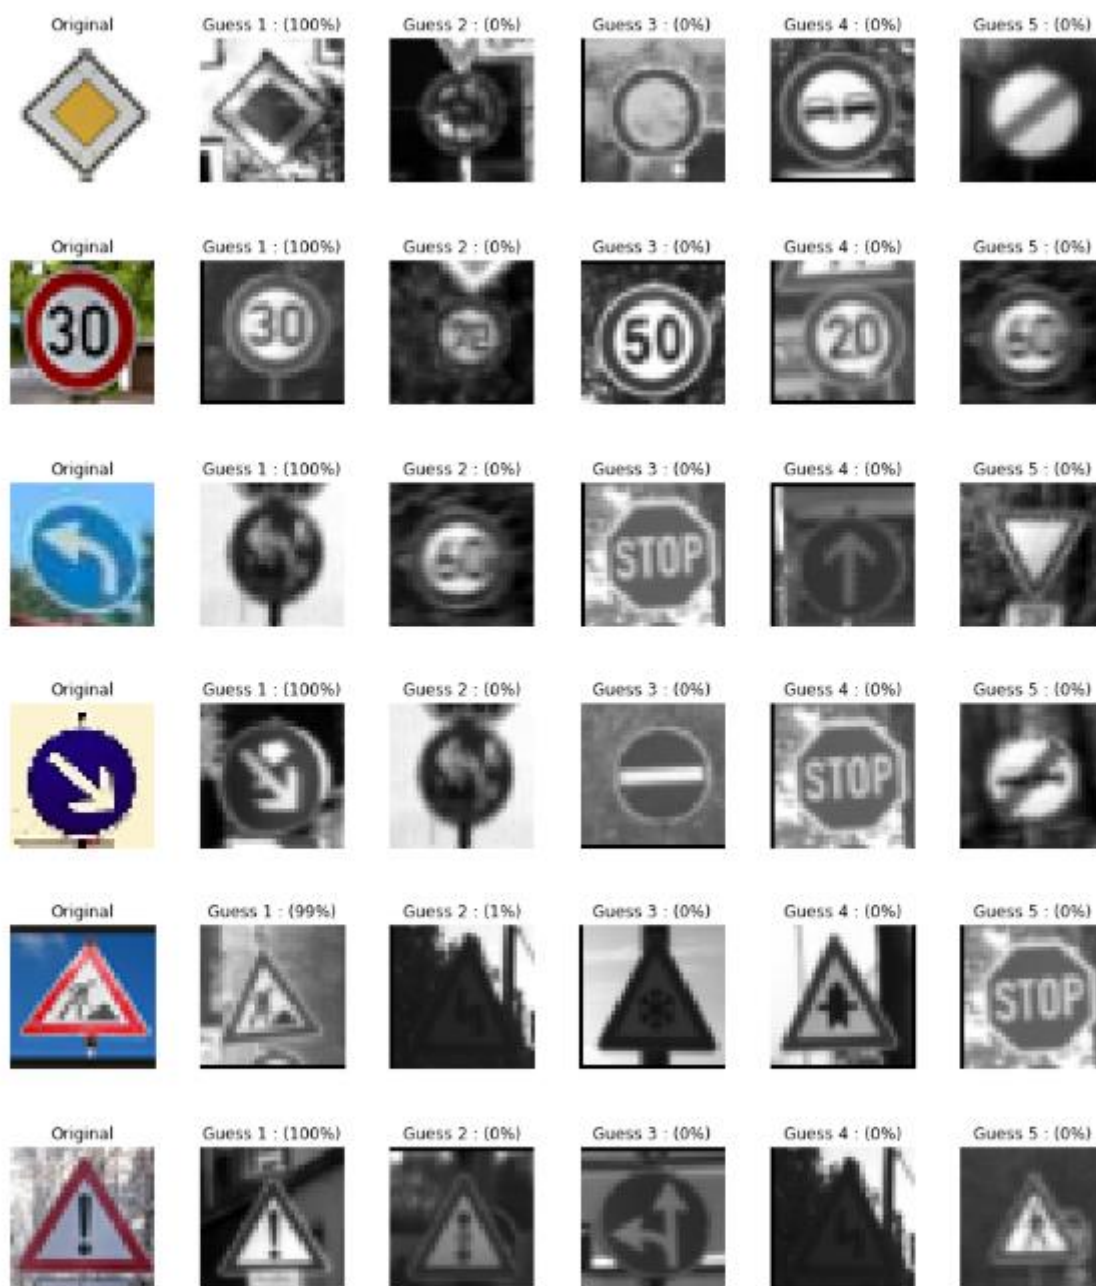 Original Guess 1 : (100%) Guess 2 : (0%) Guess 3 : (0%) Guess 4 : (0%) Guess 5 : (0%)
Original Guess 1 : (100%) Guess 2 : (0%) Guess 3 : (0%) Guess 4 : (0%) Guess 5 : (0%)
30 30 50 20
Original Guess 1 : (100%) Guess 2 : (0%) Guess 3 : (0%) Guess 4 : (0%) Guess 5 : (0%)
STOP
Original Guess 1 : (100%) Guess 2 : (0%) Guess 3 : (0%) Guess 4 : (0%) Guess 5 : (0%)
STOP
Original Guess 1 : (99%) Guess 2 : (1%) Guess 3 : (0%) Guess 4 : (0%) Guess 5 : (0%)
STOP
Original Guess 1 : (100%) Guess 2 : (0%) Guess 3 : (0%) Guess 4 : (0%) Guess 5 : (0%)